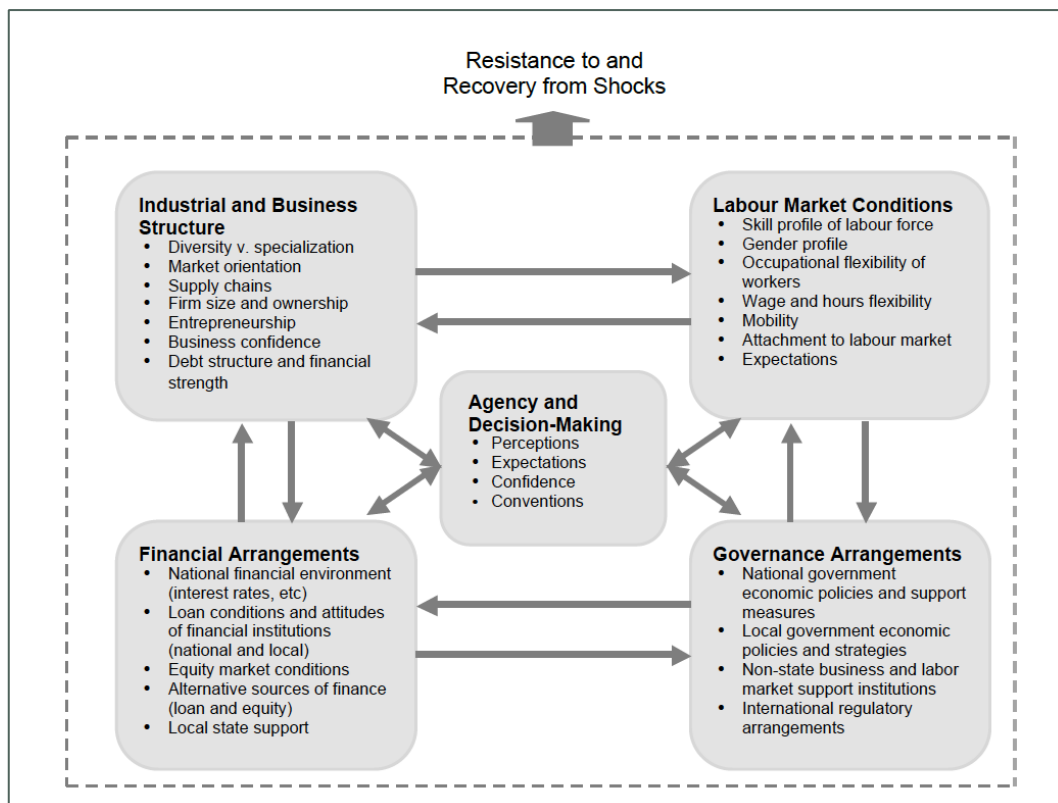 Resistance to and
Recovery from Shocks
Industrial and Business
Structure
• Diversity v. specialization
• Market orientation
• Supply chains
• Firm size and ownership
• Entrepreneurship
• Business confidence
• Debt structure and financial
strength
Labour Market Conditions
• Skill profile of labour force
• Gender profile
• Occupational flexibility of
workers
• Wage and hours flexibility
• Mobility
• Attachment to labour market
• Expectations
Agency and
Decision-Making
• Perceptions
• Expectations
• Confidence
• Conventions
Financial Arrangements
• National financial environment
(interest rates, etc)
• Loan conditions and attitudes
of financial institutions
(national and local)
• Equity market conditions
• Alternative sources of finance
(loan and equity)
• Local state support
Governance Arrangements
• National government
economic policies and support
measures
• Local government economic
policies and strategies
• Non-state business and labor
market support institutions
• International regulatory
arrangements